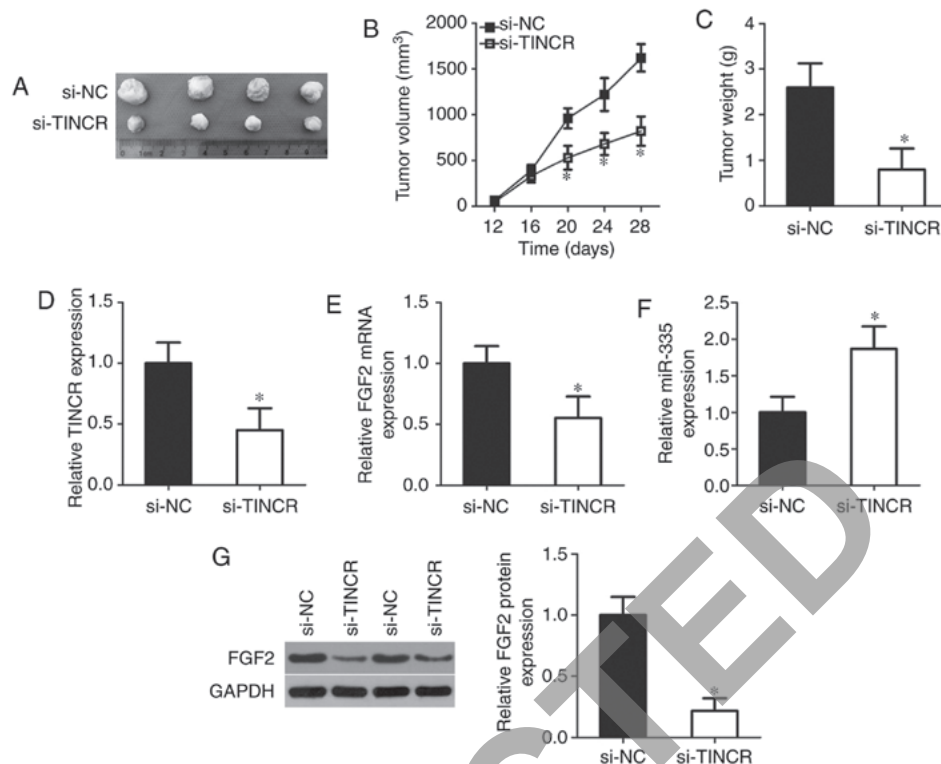 A
si-NC
si-TINCR
B
Tumor volume (mm³)
2000
1500
1000
500
0
si-NC
si-TINCR
*
*
*
12 16 20 24 28
Time (days)
C
Tumor weight (g)
4
3
2
1
0
*
si-NC si-TINCR
D
Relative TINCR expression
1.5
1.0
0.5
0.0
*
si-NC si-TINCR
E
Relative FGF2 mRNA
expression
1.5
1.0
0.5
0.0
*
si-NC si-TINCR
F
Relative miR-335
expression
2.5
2.0
1.5
1.0
0.5
0.0
*
si-NC si-TINCR
G
si-NC si-TINCR si-NC si-TINCR
FGF2
GAPDH
Relative FGF2 protein
expression
1.5
1.0
0.5
0.0
*
si-NC si-TINCR
CTED